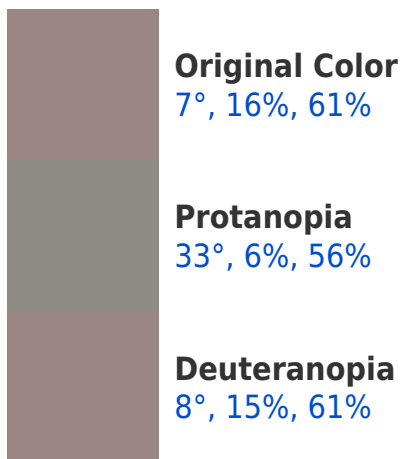 Original Color
7°, 16%, 61%
Protanopia
33°, 6%, 56%
Deuteranopia
8°, 15%, 61%